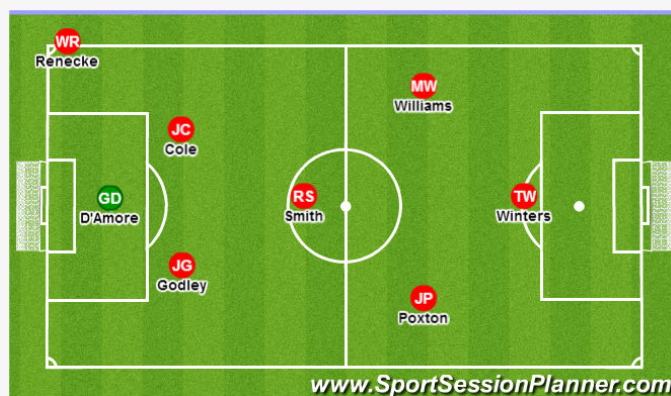 WR
Renecke
MW
Williams
JC
Cole
GD
D'Amore
RS
Smith
TW
Winters
JG
Godley
JP
Poxton
www.SportSessionPlanner.com